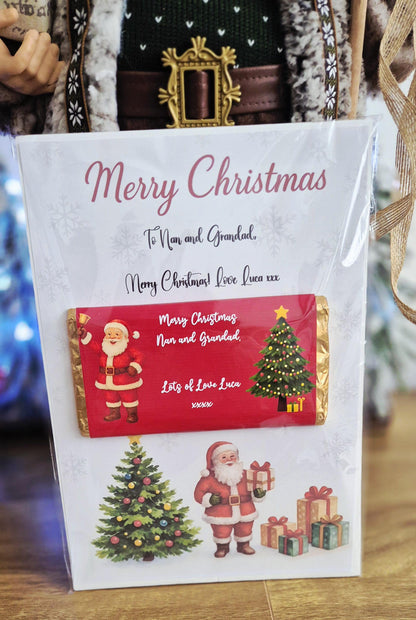 Merry Christmas
To Nan and Grandad,
Merry Christmas! Love Luca xxx
Merry Christmas
Nan and Grandad,
Lots of Love Luca
xxxx